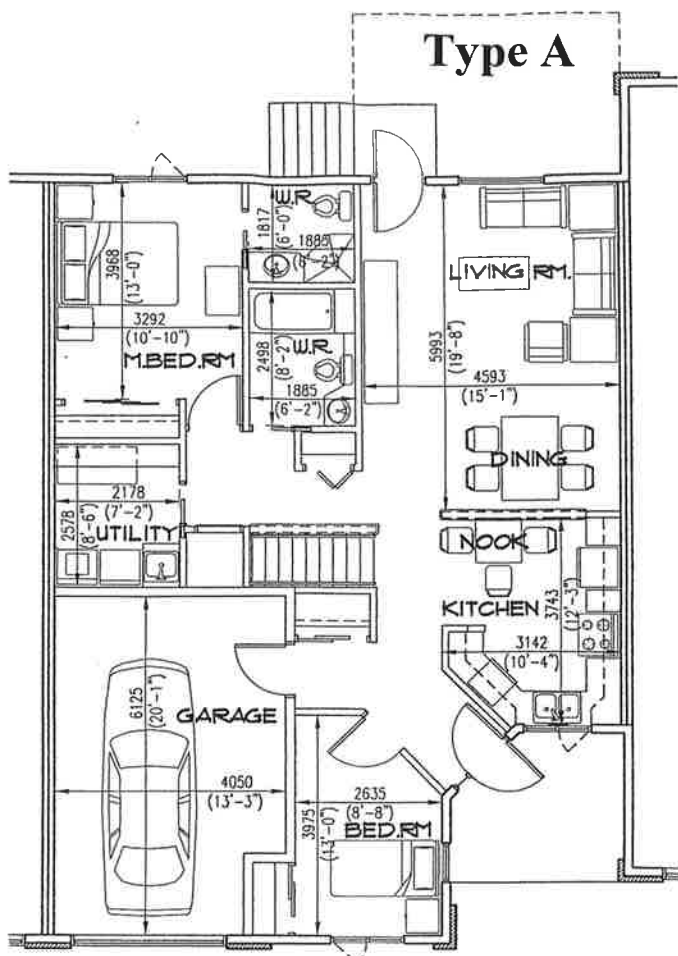 Type A
W.R
1817
(6'-0")
1885
(6'-2")
3968
(13'-0")
LIVING RM.
3292
(10'-10")
M.BED.RM
2498
(8'-2")
W.R
1885
(6'-2")
5993
(19'-8")
4593
(15'-1")
DINING
2178
(7'-2")
2578
(8'-6")
UTILITY
NOOK
KITCHEN
3743
(12'-3")
3142
(10'-4")
6125
(20'-1")
GARAGE
4050
(13'-3")
2635
(8'-8")
3975
(13'-0")
BED.RM